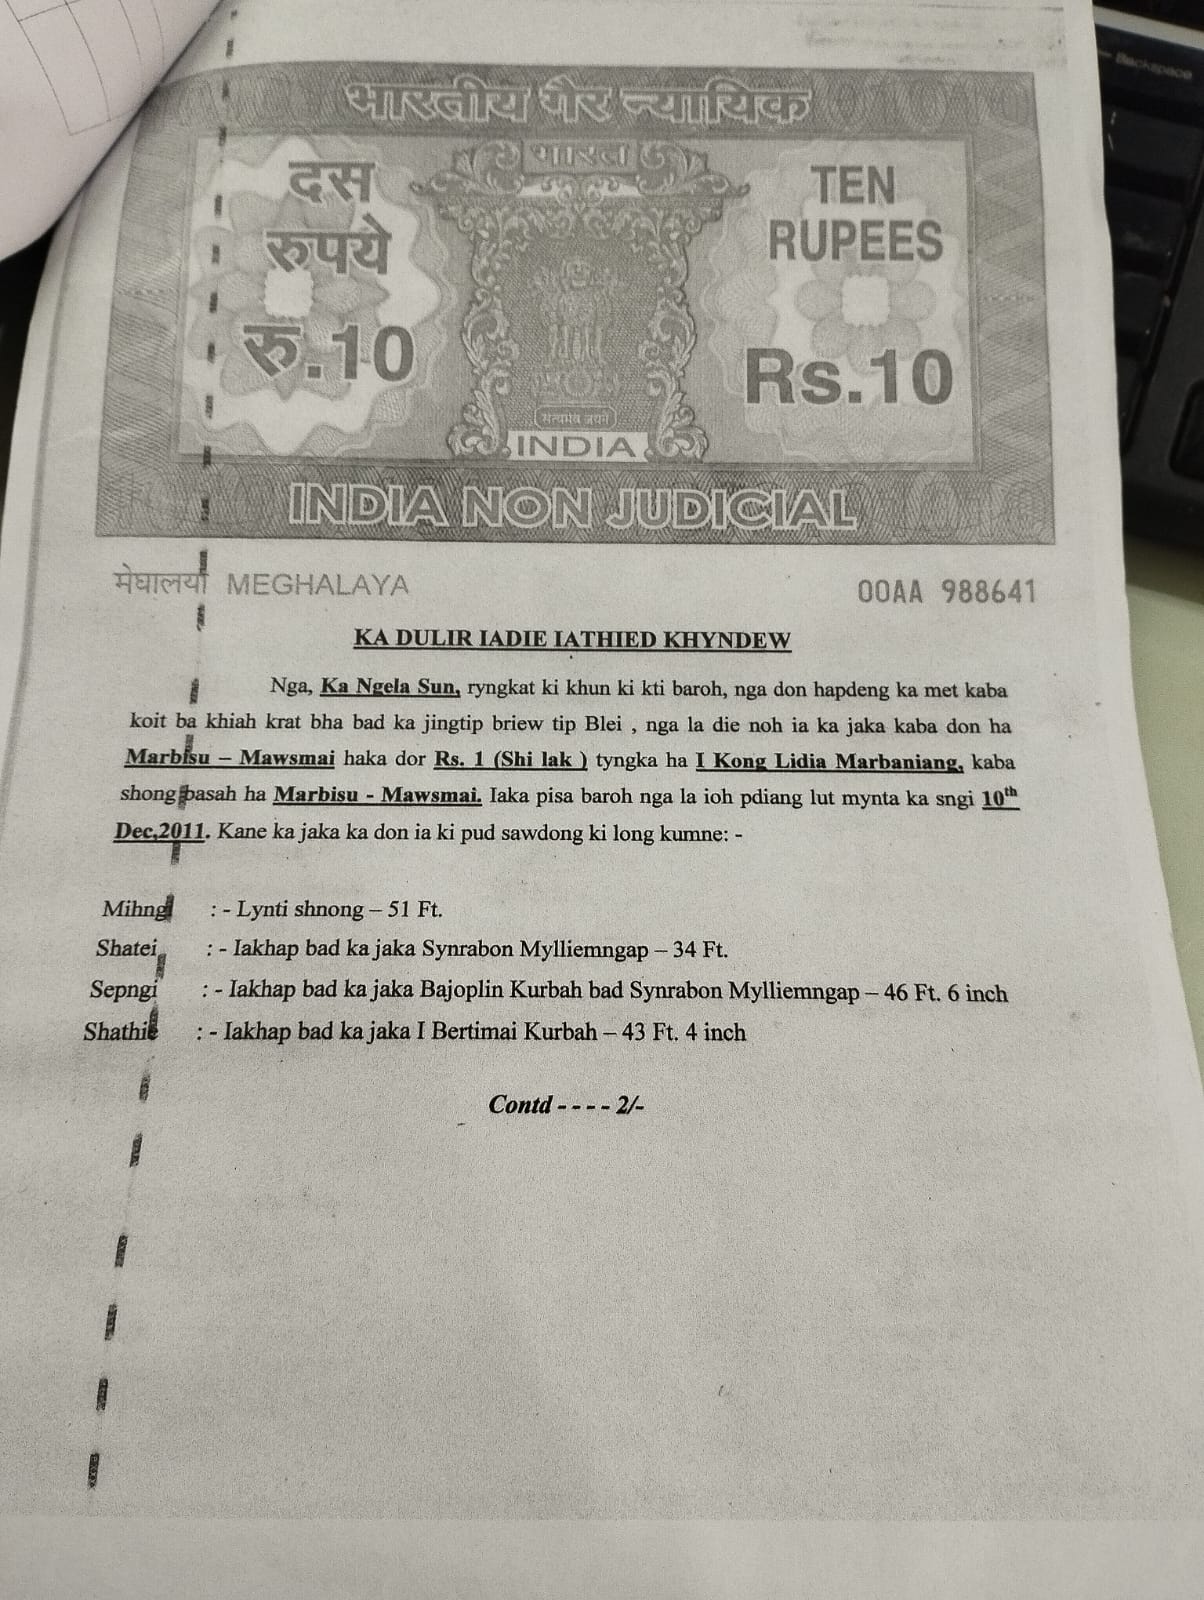 Backspace
भारतीय गैर न्यायिक
भारत
दस
रुपये
रु.10
TEN
RUPEES
Rs.10
सत्यमेव जयते
INDIA
INDIA NON JUDICIAL
मेघालया MEGHALAYA
00AA 988641
KA DULIR IADIE IATHIED KHYNDEW
Nga, Ka Ngela Sun, ryngkat ki khun ki kti baroh, nga don hapdeng ka met kaba
koit ba khiah krat bha bad ka jingtip briew tip Blei , nga la die noh ia ka jaka kaba don ha
Marbisu – Mawsmai haka dor Rs. 1 (Shi lak ) tyngka ha I Kong Lidia Marbaniang, kaba
shong basah ha Marbisu - Mawsmai. Iaka pisa baroh nga la ioh pdiang lut mynta ka sngi 10th
Dec,2011. Kane ka jaka ka don ia ki pud sawdong ki long kumne: -
Mihngi : - Lynti shnong – 51 Ft.
Shatei : - Iakhap bad ka jaka Synrabon Mylliemngap – 34 Ft.
Sepngi : - Iakhap bad ka jaka Bajoplin Kurbah bad Synrabon Mylliemngap – 46 Ft. 6 inch
Shathie : - Iakhap bad ka jaka I Bertimai Kurbah – 43 Ft. 4 inch
Contd - - - - 2/-